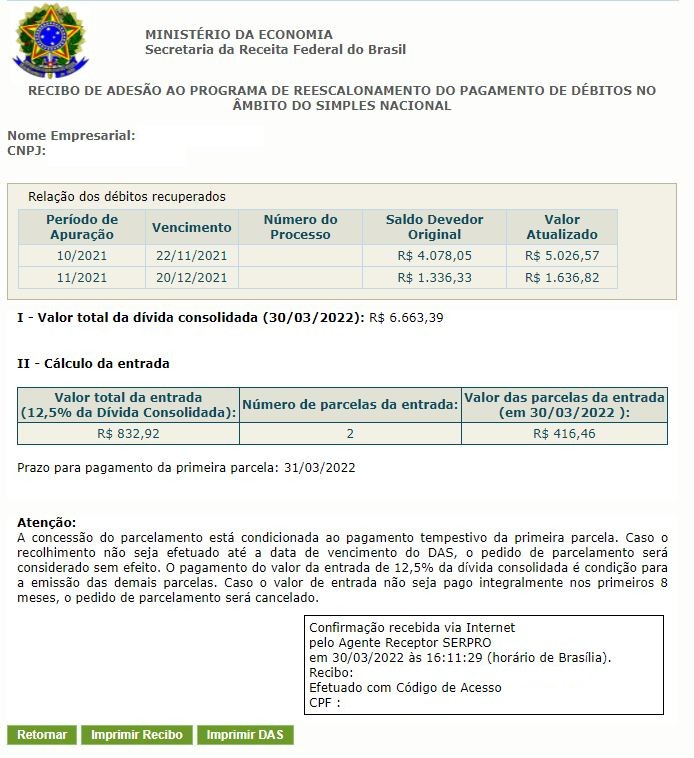 MINISTÉRIO DA ECONOMIA
Secretaria da Receita Federal do Brasil
RECIBO DE ADESÃO AO PROGRAMA DE REESCALONAMENTO DO PAGAMENTO DE DÉBITOS NO
ÂMBITO DO SIMPLES NACIONAL
Nome Empresarial:
CNPJ:
Relação dos débitos recuperados
Período de Apuração Vencimento Número do Processo Saldo Devedor Original Valor Atualizado
10/2021 22/11/2021 R$ 4.078,05 R$ 5.026,57
11/2021 20/12/2021 R$ 1.336,33 R$ 1.636,82
I - Valor total da dívida consolidada (30/03/2022): R$ 6.663,39
II - Cálculo da entrada
Valor total da entrada (12,5% da Dívida Consolidada): Número de parcelas da entrada: Valor das parcelas da entrada (em 30/03/2022 ):
R$ 832,92 2 R$ 416,46
Prazo para pagamento da primeira parcela: 31/03/2022
Atenção:
A concessão do parcelamento está condicionada ao pagamento tempestivo da primeira parcela. Caso o
recolhimento não seja efetuado até a data de vencimento do DAS, o pedido de parcelamento será
considerado sem efeito. O pagamento do valor da entrada de 12,5% da dívida consolidada é condição para
a emissão das demais parcelas. Caso o valor de entrada não seja pago integralmente nos primeiros 8
meses, o pedido de parcelamento será cancelado.
Confirmação recebida via Internet
pelo Agente Receptor SERPRO
em 30/03/2022 às 16:11:29 (horário de Brasília).
Recibo:
Efetuado com Código de Acesso
CPF :
Retornar Imprimir Recibo Imprimir DAS